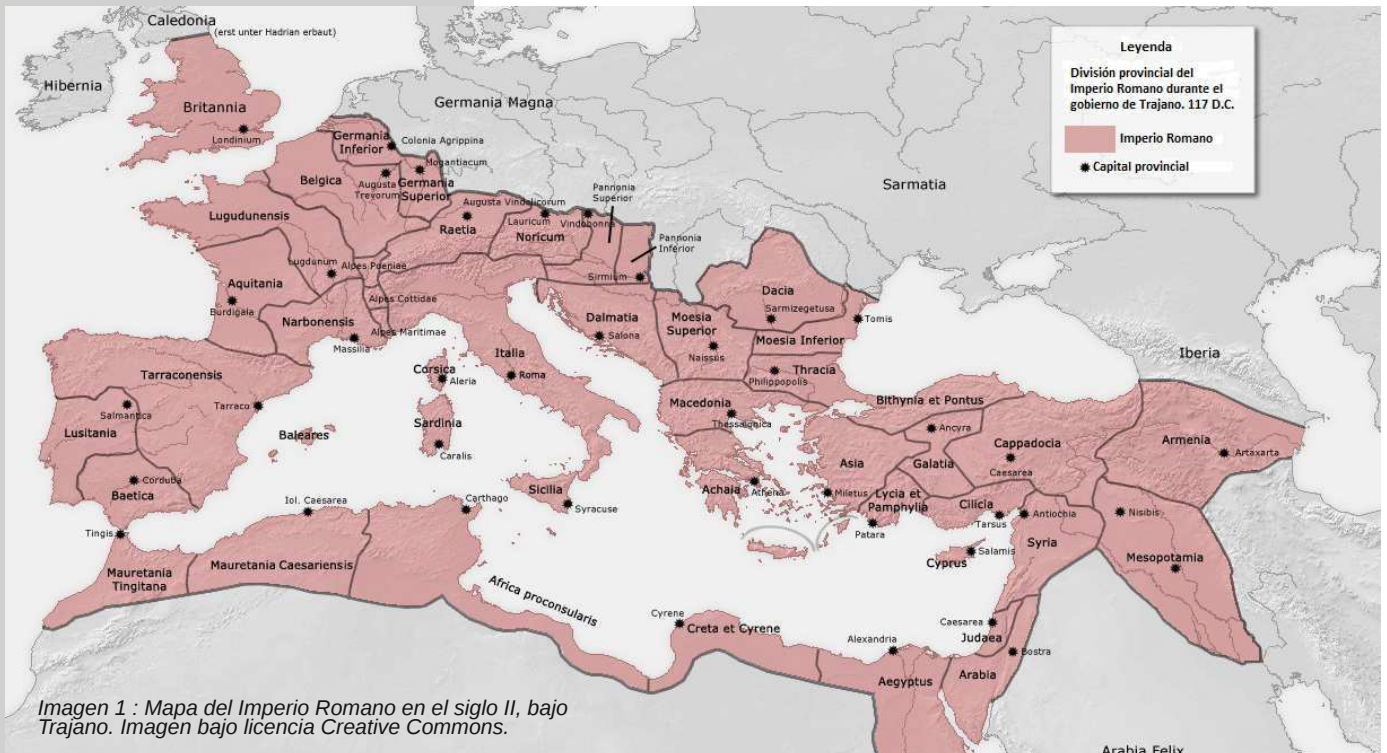 Caledonia
(erst unter Hadrian erbaut)
Hibernia
Britannia
Londinium
Germania Magna
Sarmatia
Leyenda
División provincial del
Imperio Romano durante el
gobierno de Trajano. 117 D.C.
Imperio Romano
Capital provincial
Germania
Inferior
Colonia Agrippina
Mogantiacum
Belgica
Augusta
Trevorum
Germania
Superior
Lugudunensis
Augusta Vindelicorum
Raetia
Lauricum
Noricum
Vindobonna
Pannonia
Superior
Pannonia
Inferior
Sirmium
Aquitania
Burdigala
Lugdunum
Alpes Poeniae
Alpes Cottidae
Alpes Maritimae
Narbonensis
Massilia
Dalmatia
Salona
Dacia
Sarmizegetusa
Moesia
Superior
Naissus
Moesia Inferior
Tomis
Thracia
Philippopolis
Iberia
Italia
Roma
Corsica
Aleria
Sardinia
Caralis
Tarraconensis
Salmantica
Tarraco
Lusitania
Baleares
Corduba
Baetica
Macedonia
Thessalonica
Bithynia et Pontus
Ancyra
Cappadocia
Caesarea
Armenia
Artaxarta
Asia
Galatia
Achaia
Athena
Miletus
Lycia et
Pamphylia
Patara
Cilicia
Tarsus
Antiochia
Syria
Nisibis
Mesopotamia
Sicilia
Syracuse
Iol. Caesarea
Carthago
Tingis
Mauretania
Tingitana
Mauretania Caesariensis
Africa proconsularis
Cyprus
Salamis
Cyrene
Creta et Cyrene
Alexandria
Aegyptus
Caesarea
Judaea
Bostra
Arabia
Arabia Felix
Imagen 1 : Mapa del Imperio Romano en el siglo II, bajo
Trajano. Imagen bajo licencia Creative Commons.